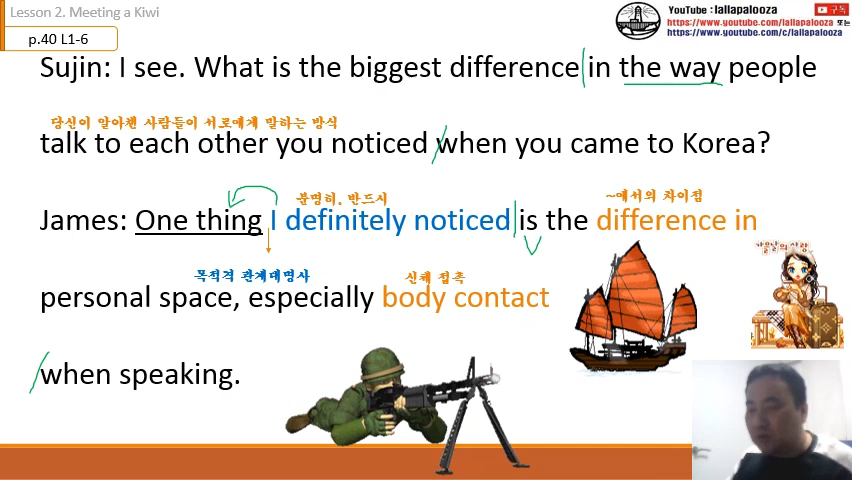 Lesson 2. Meeting a Kiwi
p.40 L1-6
YouTube : lallapalooza
https://www.youtube.com/lallapalooza 또는
https://www.youtube.com/c/lallapalooza
구독
Sujin: I see. What is the biggest difference in the way people
당신이 알아챈 사람들이 서로에게 말하는 방식
talk to each other you noticed when you came to Korea?
분명히, 반드시
~에서의 차이점
James: One thing I definitely noticed is the difference in
목적격 관계대명사
신체 접촉
personal space, especially body contact
when speaking.